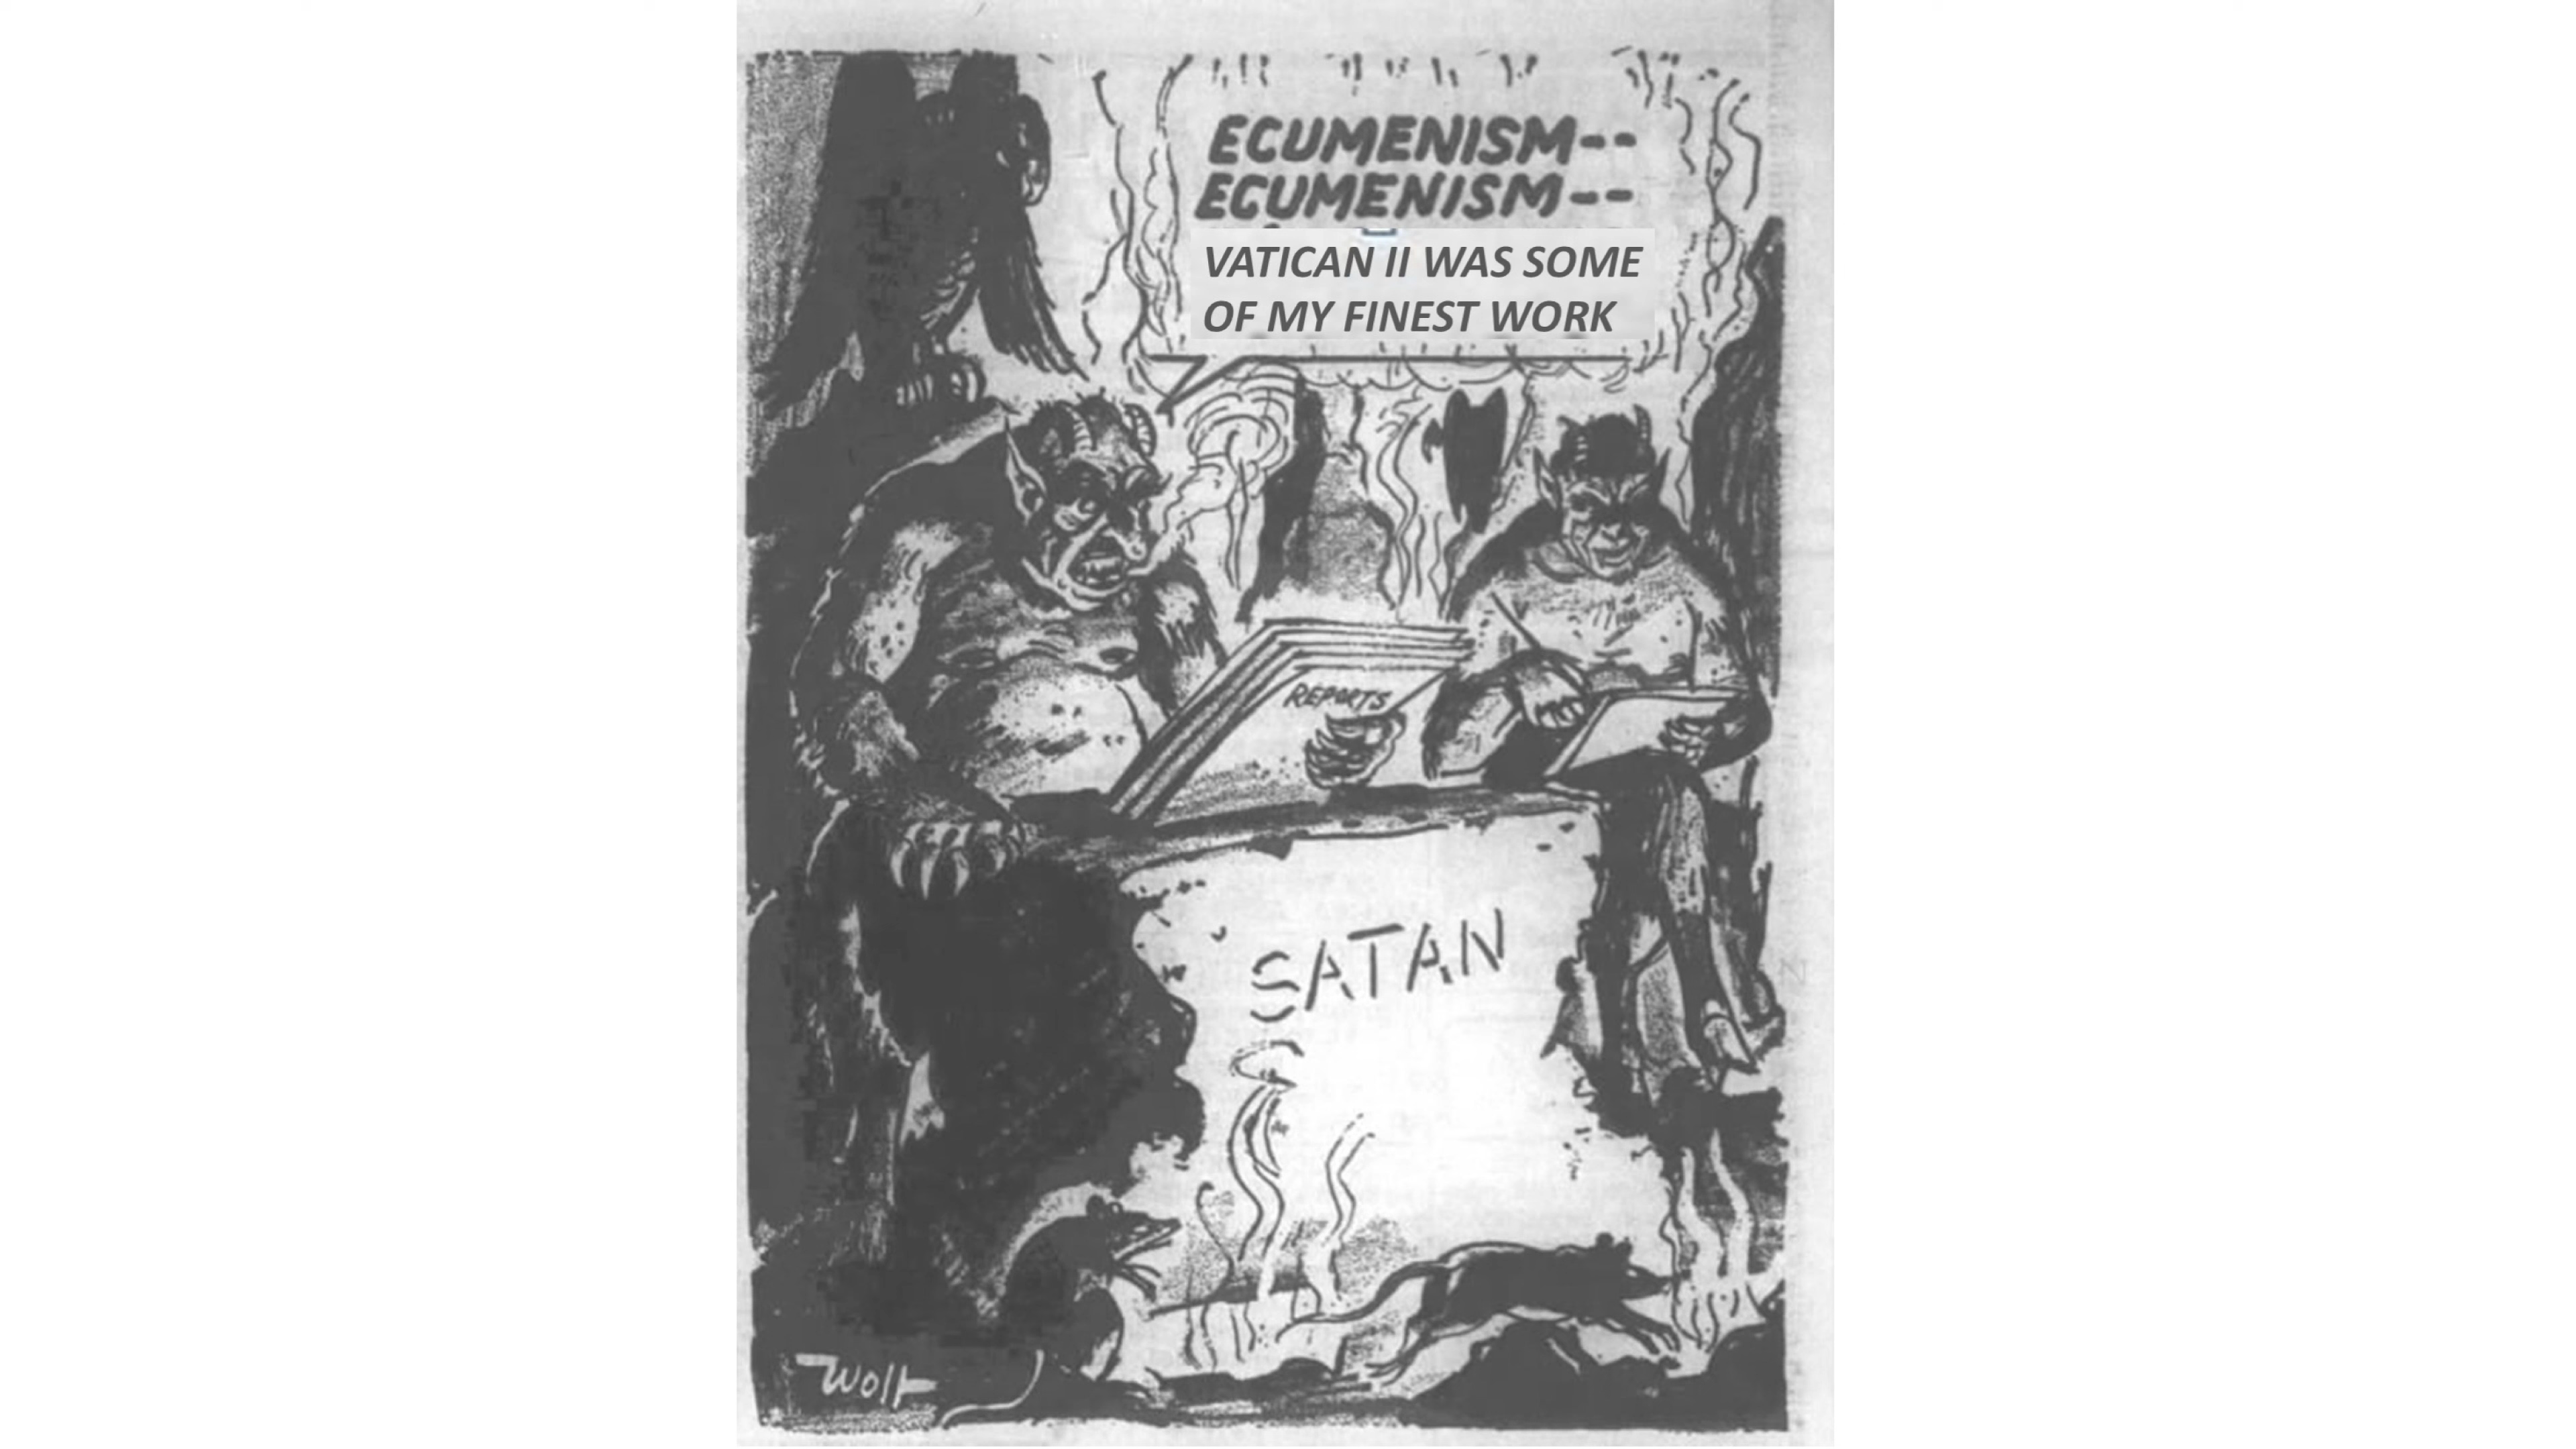 ECUMENISM--
ECUMENISM--
VATICAN II WAS SOME
OF MY FINEST WORK
REPORTS
SATAN
Wolf